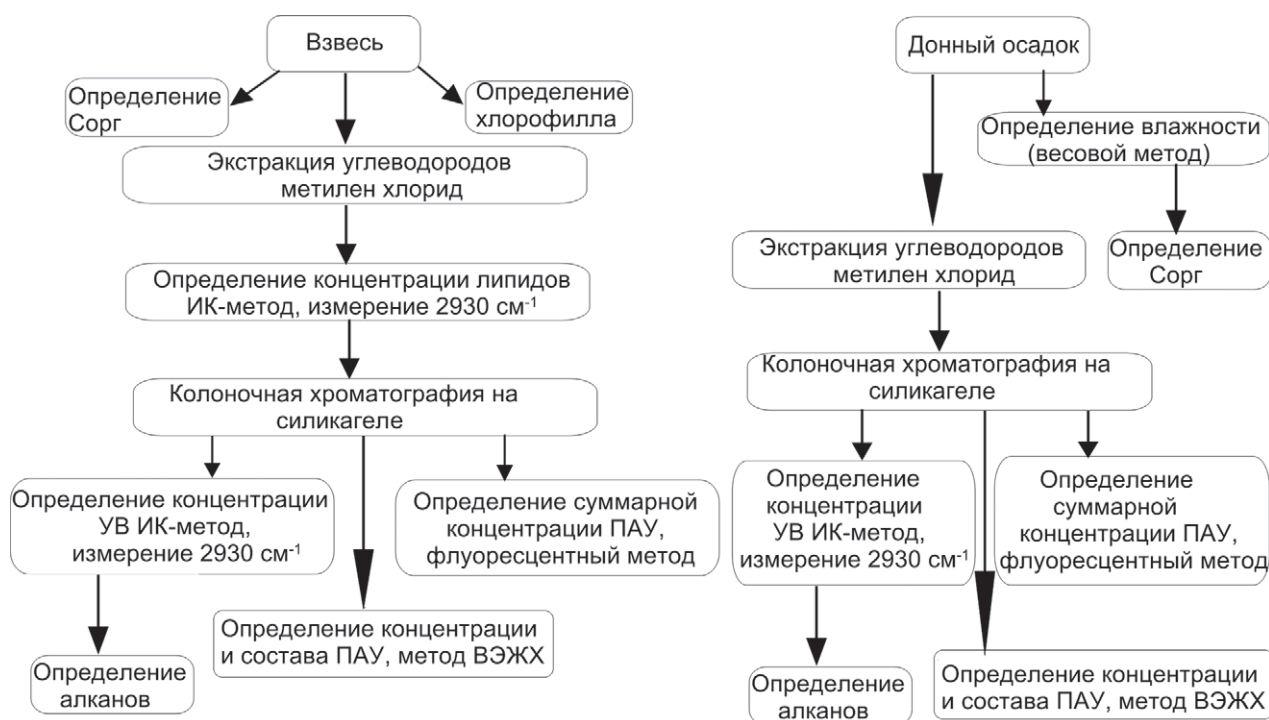 Взвесь
Определение
Сорг
Определение
хлорофилла
Экстракция углеводородов
метилен хлорид
Определение концентрации липидов
ИК-метод, измерение 2930 см⁻¹
Колоночная хроматография на
силикагеле
Определение концентрации
УВ ИК-метод,
измерение 2930 см⁻¹
Определение суммарной
концентрации ПАУ,
флуоресцентный метод
Определение концентрации
и состава ПАУ, метод ВЭЖХ
Определение
алканов
Донный осадок
Определение влажности
(весовой метод)
Экстракция углеводородов
метилен хлорид
Определение
Сорг
Колоночная хроматография на
силикагеле
Определение
концентрации
УВ ИК-метод,
измерение 2930 см⁻¹
Определение
суммарной
концентрации ПАУ,
флуоресцентный метод
Определение
алканов
Определение концентрации
и состава ПАУ, метод ВЭЖХ